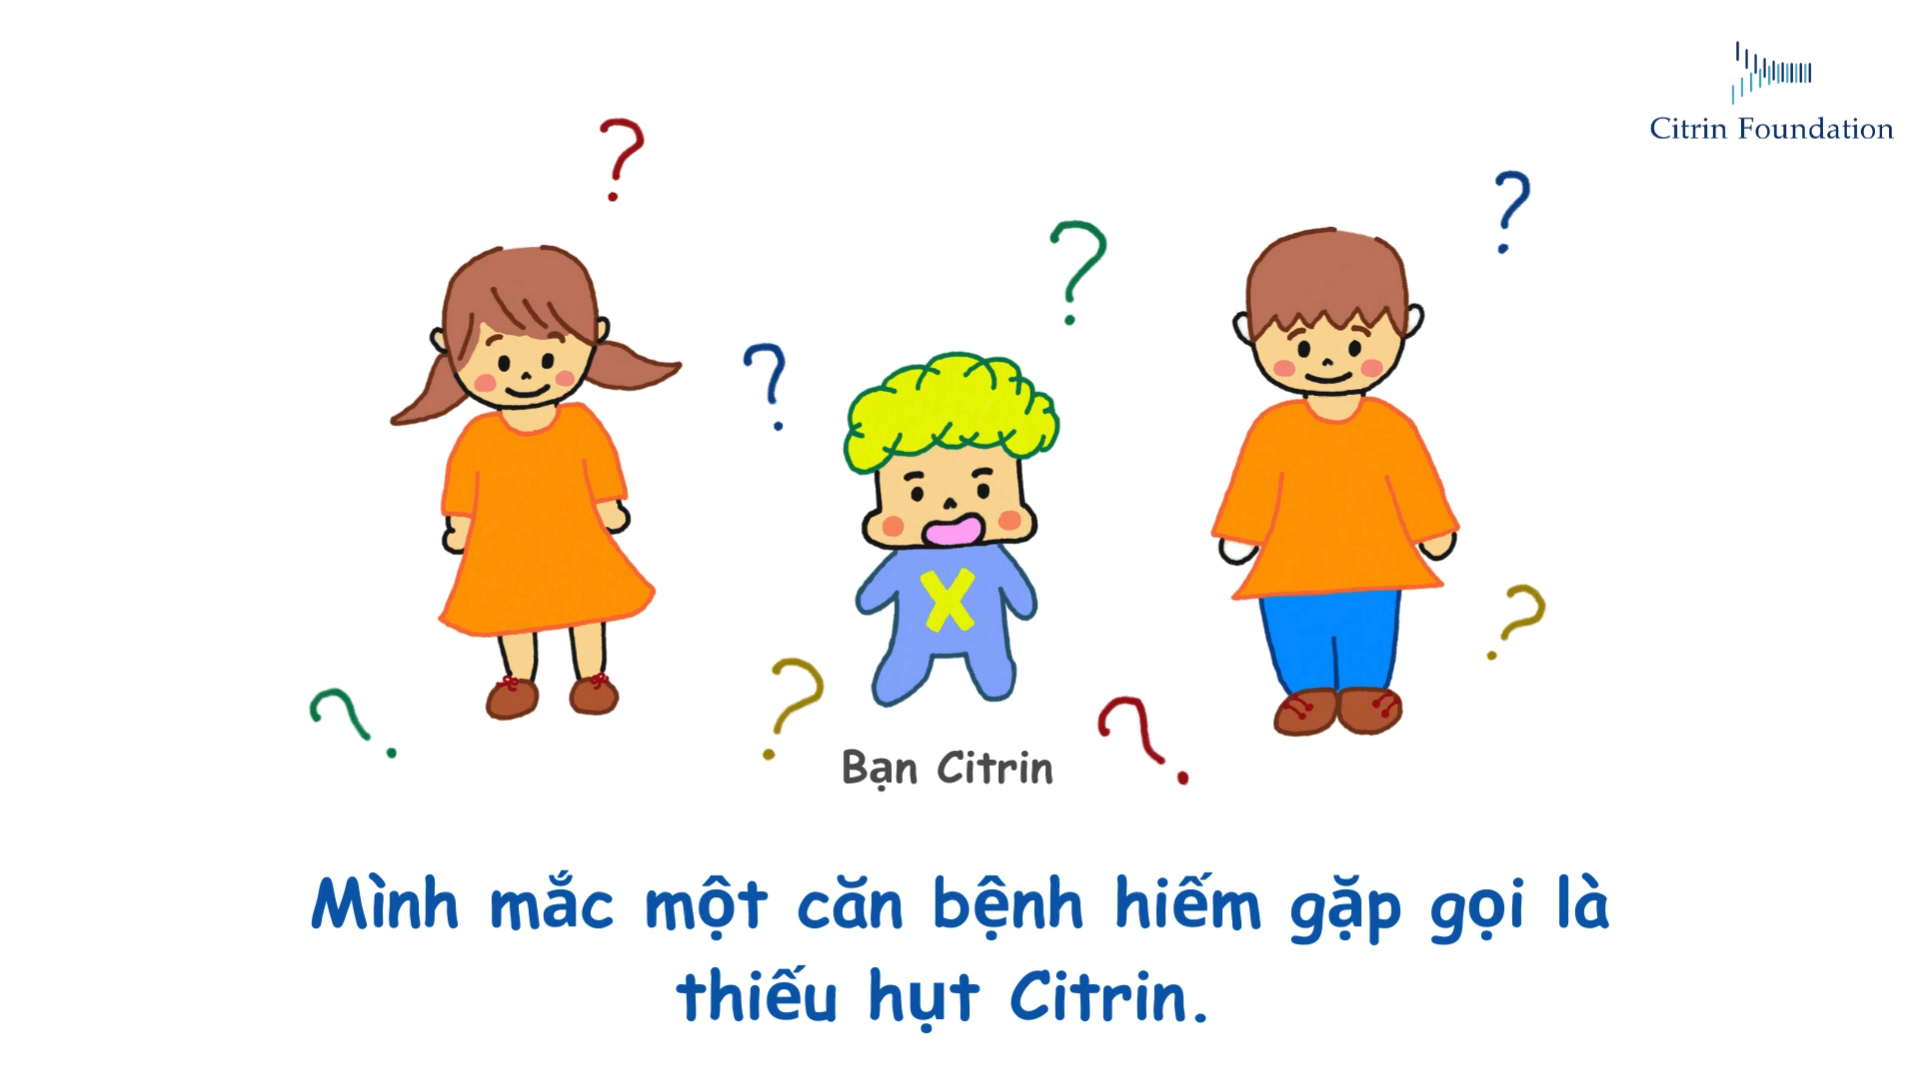 Citrin Foundation
?
?
?
?
?
?
?
?
X
Bạn Citrin
Mình mắc một căn bệnh hiếm gặp gọi là
thiếu hụt Citrin.